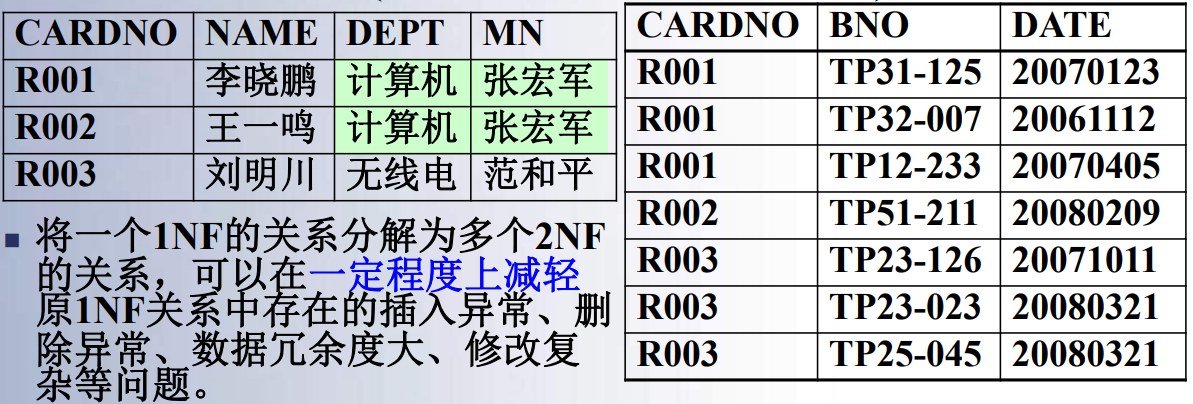 CARDNO NAME DEPT MN
R001 李晓鹏 计算机 张宏军
R002 王一鸣 计算机 张宏军
R003 刘明川 无线电 范和平
■ 将一个1NF的关系分解为多个2NF
的关系，可以在一定程度上减轻
原1NF关系中存在的插入异常、删
除异常、数据冗余度大、修改复
杂等问题。
CARDNO BNO DATE
R001 TP31-125 20070123
R001 TP32-007 20061112
R001 TP12-233 20070405
R002 TP51-211 20080209
R003 TP23-126 20071011
R003 TP23-023 20080321
R003 TP25-045 20080321